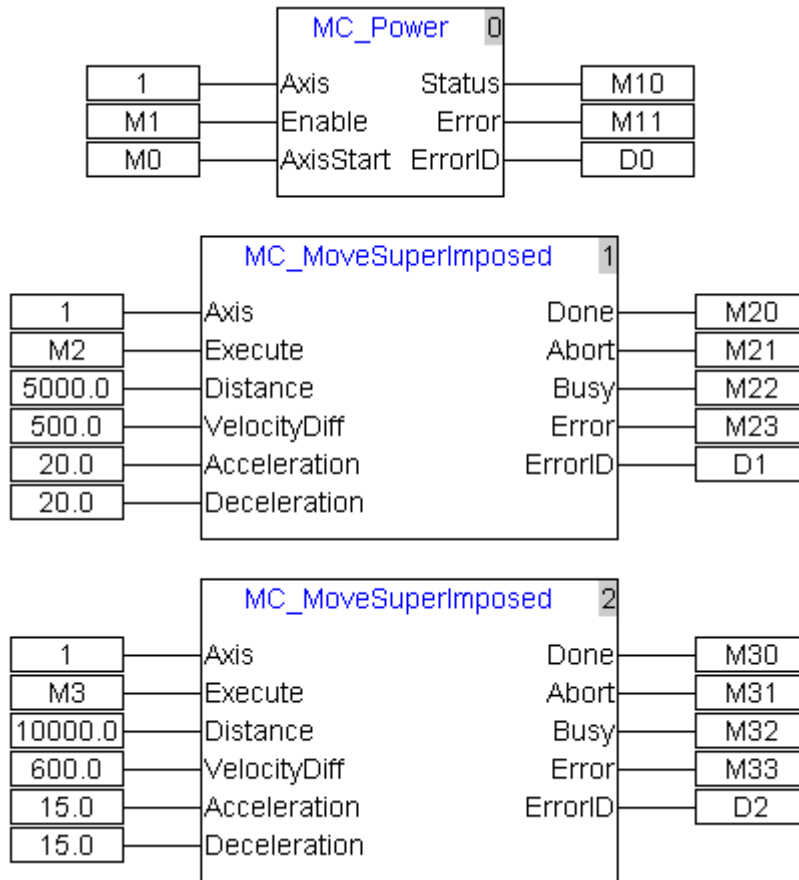 MC_Power 0
1 Axis Status M10
M1 Enable Error M11
M0 AxisStart ErrorID D0
MC_MoveSuperImposed 1
1 Axis Done M20
M2 Execute Abort M21
5000.0 Distance Busy M22
500.0 VelocityDiff Error M23
20.0 Acceleration ErrorID D1
20.0 Deceleration
MC_MoveSuperImposed 2
1 Axis Done M30
M3 Execute Abort M31
10000.0 Distance Busy M32
600.0 VelocityDiff Error M33
15.0 Acceleration ErrorID D2
15.0 Deceleration